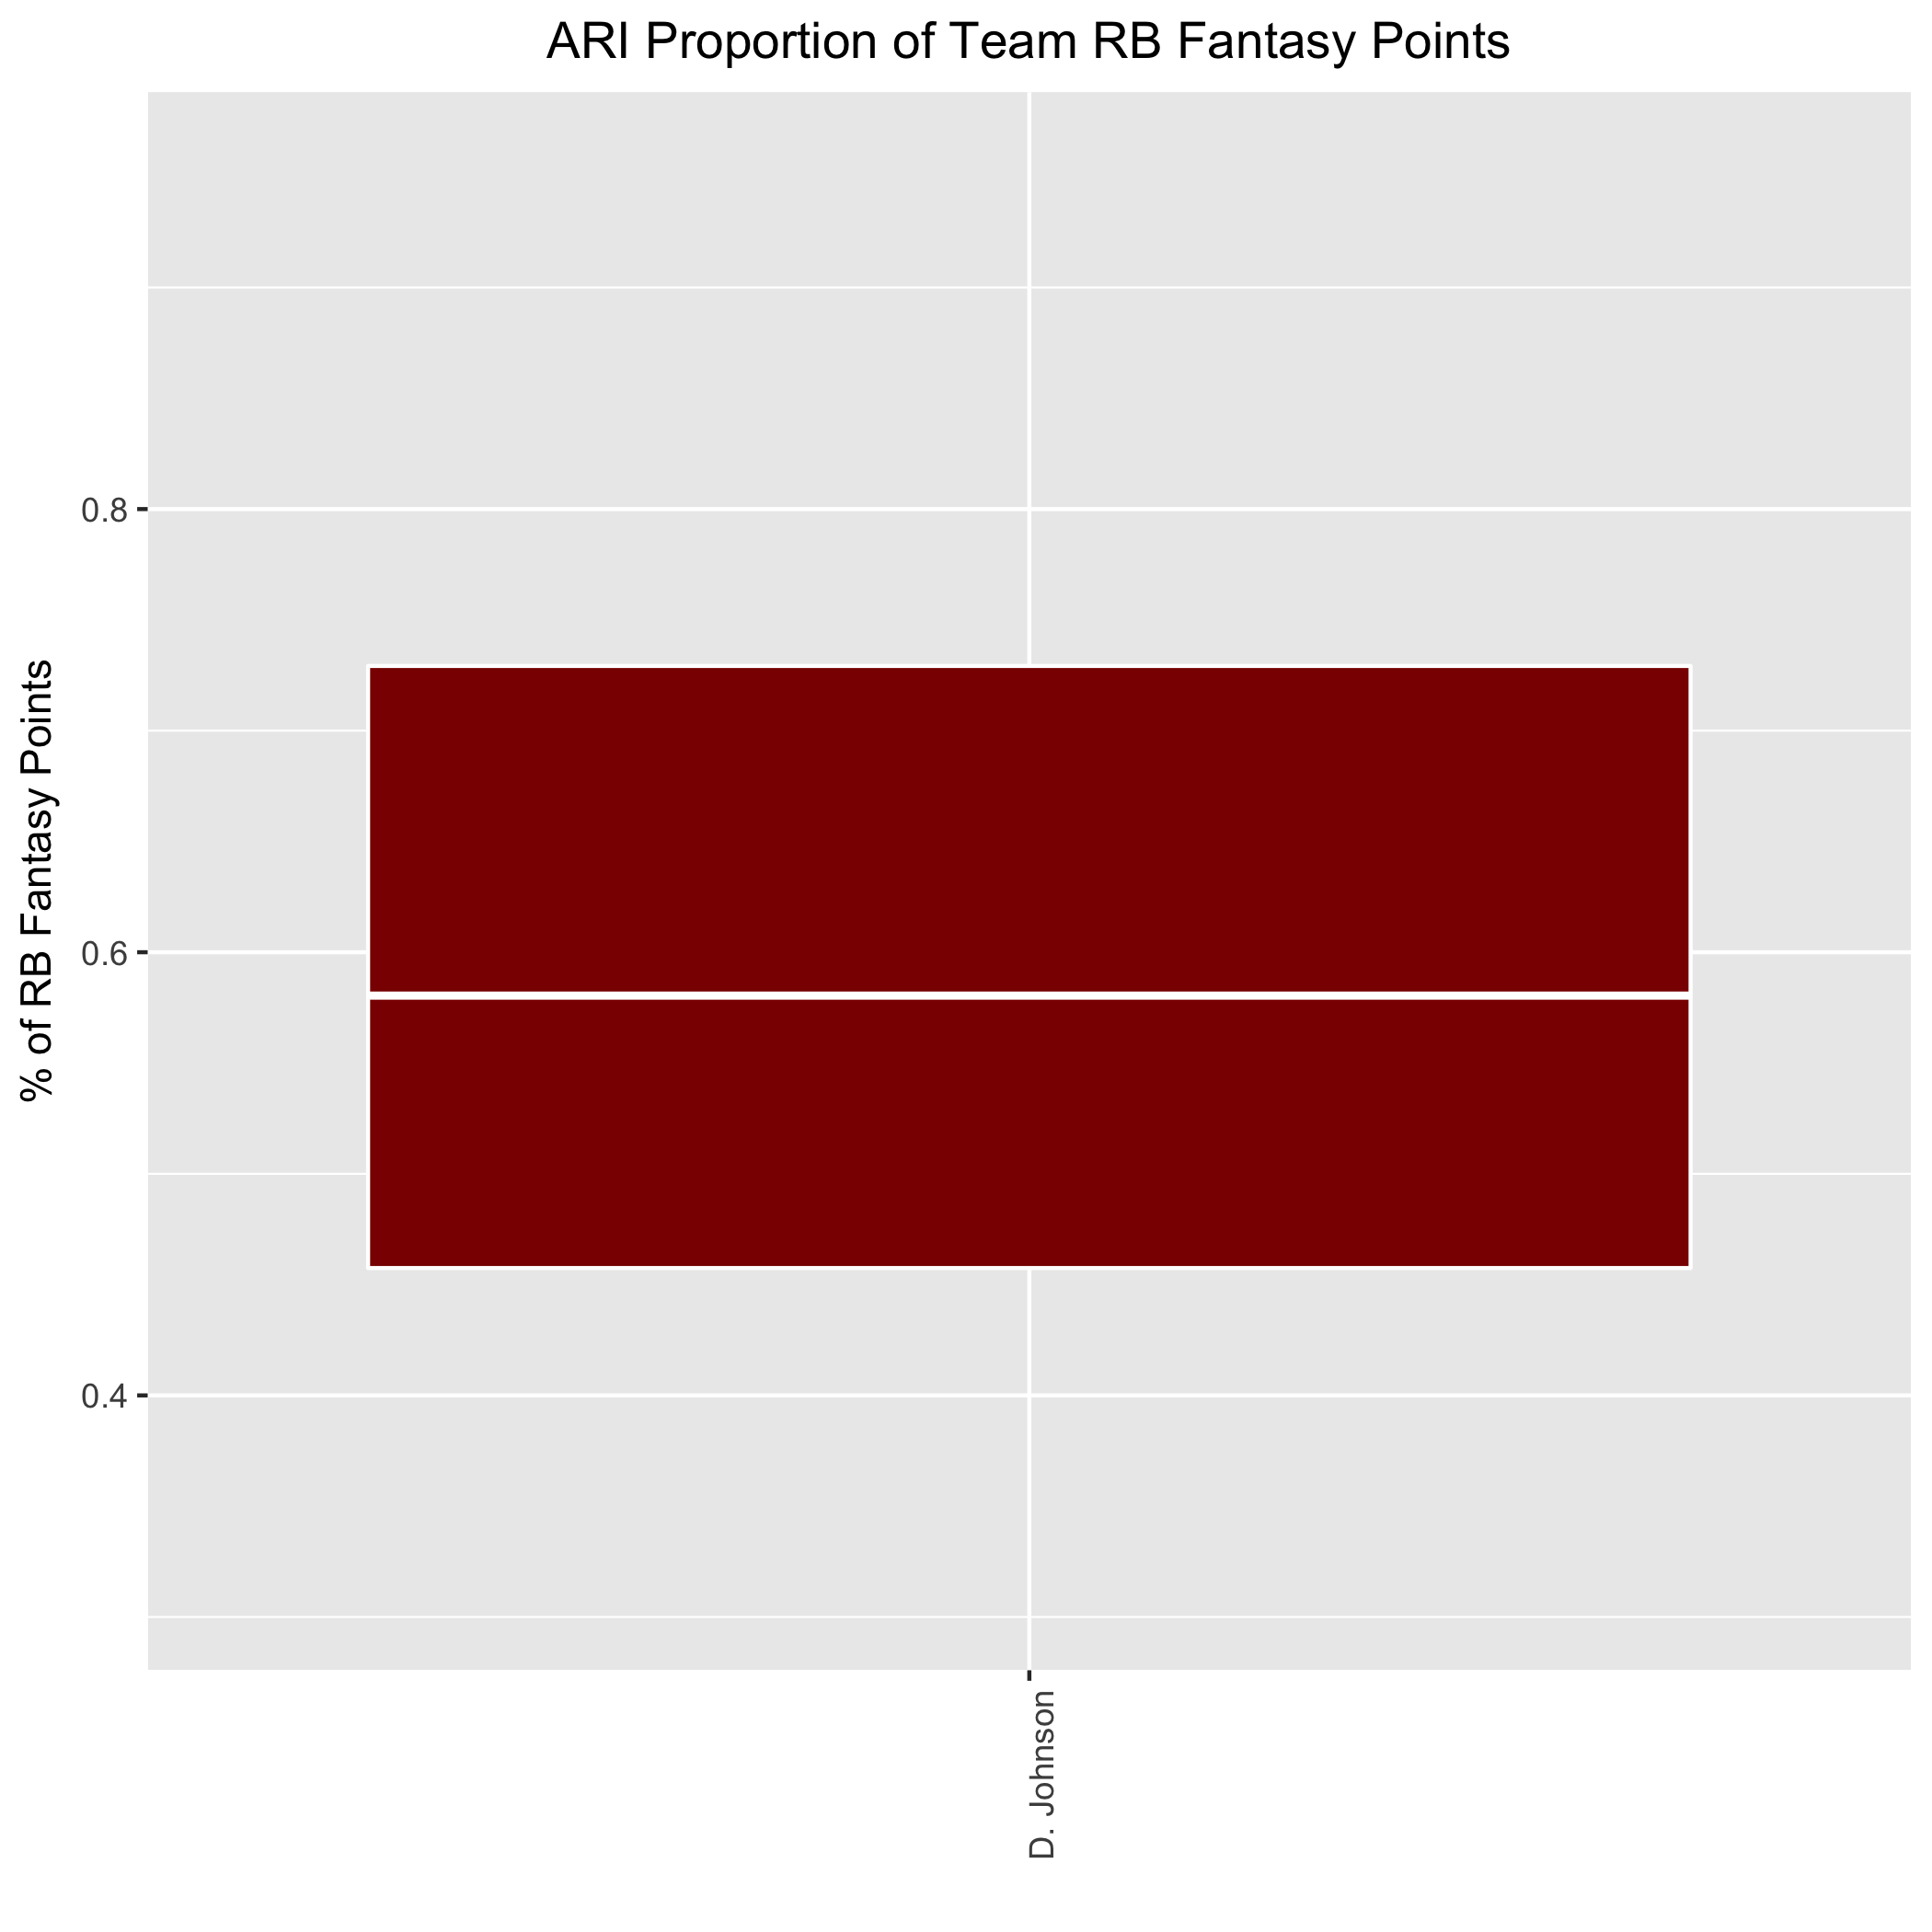 ARI Proportion of Team RB Fantasy Points
% of RB Fantasy Points
0.8
0.6
0.4
D. Johnson